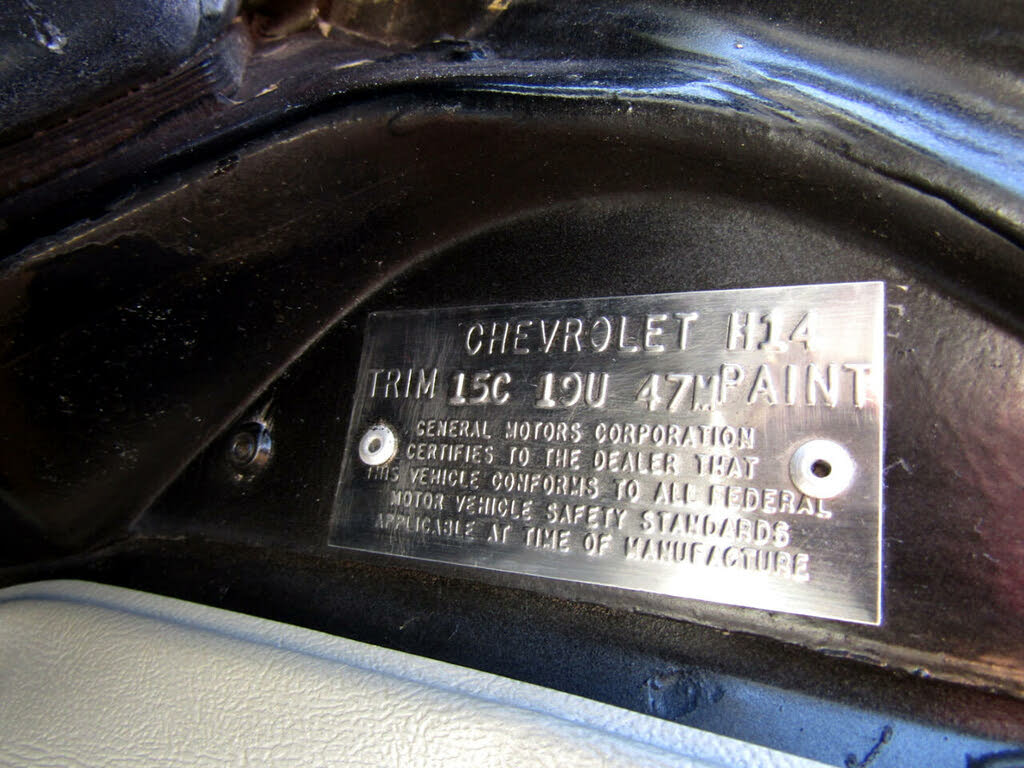 CHEVROLET H14
TRIM 15C 19U 47M PAINT
GENERAL MOTORS CORPORATION
CERTIFIES TO THE DEALER THAT
THIS VEHICLE CONFORMS TO ALL FEDERAL
MOTOR VEHICLE SAFETY STANDARDS
APPLICABLE AT TIME OF MANUFACTURE